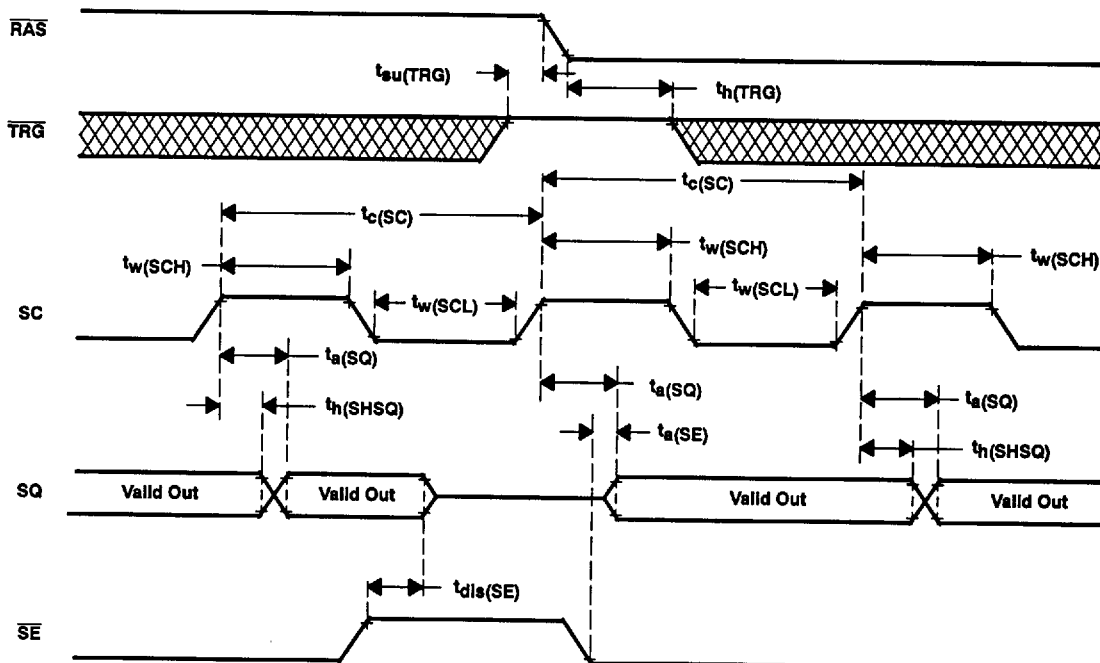 RAS
tsu(TRG)
th(TRG)
TRG
tc(SC)
tc(SC)
tw(SCH)
tw(SCH)
tw(SCH)
tw(SCL)
tw(SCL)
SC
ta(SQ)
ta(SQ)
ta(SQ)
th(SHSQ)
ta(SE)
th(SHSQ)
SQ
Valid Out
Valid Out
Valid Out
Valid Out
tdis(SE)
SE